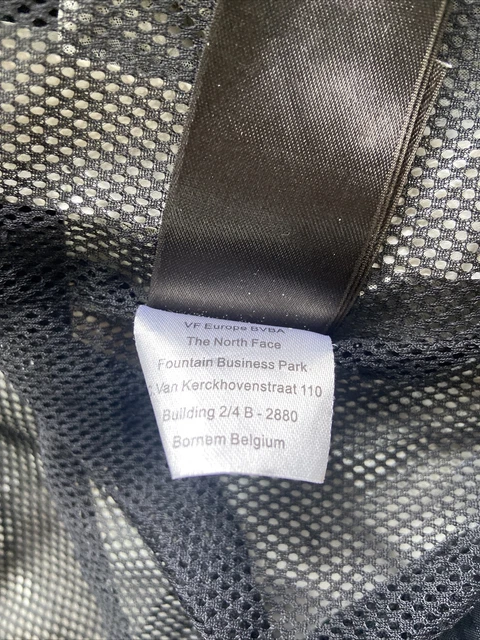 VF Europe BVBA
The North Face
Fountain Business Park
.Van Kerckhovenstraat 110
Building 2/4 B - 2880
Bornem Belgium